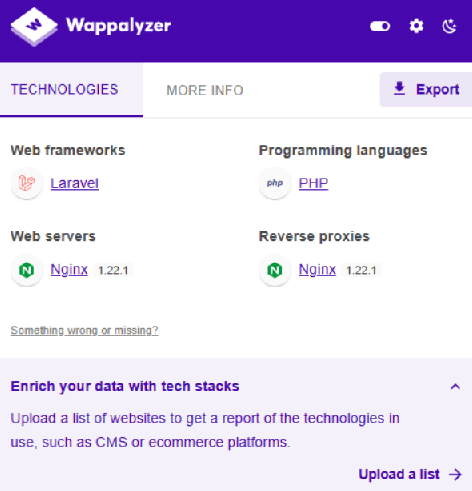 Wappalyzer
TECHNOLOGIES MORE INFO Export
Web frameworks
Laravel
Programming languages
php PHP
Web servers
Nginx 1.22.1
Reverse proxies
Nginx 1.22.1
Something wrong or missing?
Enrich your data with tech stacks
Upload a list of websites to get a report of the technologies in
use, such as CMS or ecommerce platforms.
Upload a list →